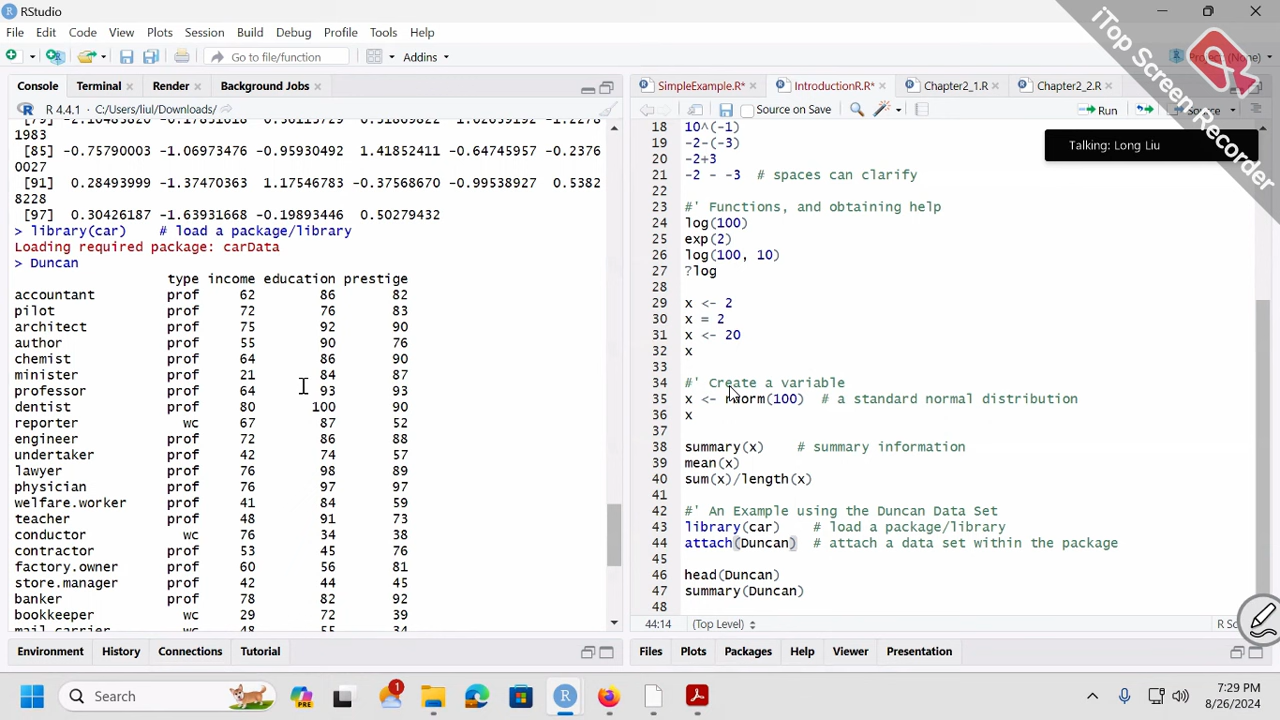 RStudio
File Edit Code View Plots Session Build Debug Profile Tools Help
Go to file/function Addins
Project: (None)
Console Terminal Render Background Jobs
R 4.4.1 · C:/Users/liul/Downloads/
1983
[85] -0.75790003 -1.06973476 -0.95930492 1.41852411 -0.64745957 -0.2376
0027
[91] 0.28493999 -1.37470363 1.17546783 -0.37568670 -0.99538927 0.5382
8228
[97] 0.30426187 -1.63931668 -0.19893446 0.50279432
> library(car) # load a package/library
Loading required package: carData
> Duncan
type income education prestige
accountant prof 62 86 82
pilot prof 72 76 83
architect prof 75 92 90
author prof 55 90 76
chemist prof 64 86 90
minister prof 21 84 87
professor prof 64 93 93
dentist prof 80 100 90
reporter wc 67 87 52
engineer prof 72 86 88
undertaker prof 42 74 57
lawyer prof 76 98 89
physician prof 76 97 97
welfare.worker prof 41 84 59
teacher prof 48 91 73
conductor wc 76 34 38
contractor prof 53 45 76
factory.owner prof 60 56 81
store.manager prof 42 44 45
banker prof 78 82 92
bookkeeper wc 29 72 39
mail.carrier wc 48 55 34
SimpleExample.R* IntroductionR.R* Chapter2_1.R Chapter2_2.R
Source on Save Run Source
18 10^(-1)
19 -2-(-3)
20 -2+3
21 -2 - -3 # spaces can clarify
22
23 #' Functions, and obtaining help
24 log(100)
25 exp(2)
26 log(100, 10)
27 ?log
28
29 x <- 2
30 x = 2
31 x <- 20
32 x
33
34 #' Create a variable
35 x <- rnorm(100) # a standard normal distribution
36 x
37
38 summary(x) # summary information
39 mean(x)
40 sum(x)/length(x)
41
42 #' An Example using the Duncan Data Set
43 library(car) # load a package/library
44 attach(Duncan) # attach a data set within the package
45
46 head(Duncan)
47 summary(Duncan)
48
44:14 (Top Level) R Sc
Talking: Long Liu
iTop Screen Recorder
Environment History Connections Tutorial
Files Plots Packages Help Viewer Presentation
Search
PRE
1
7:29 PM
8/26/2024